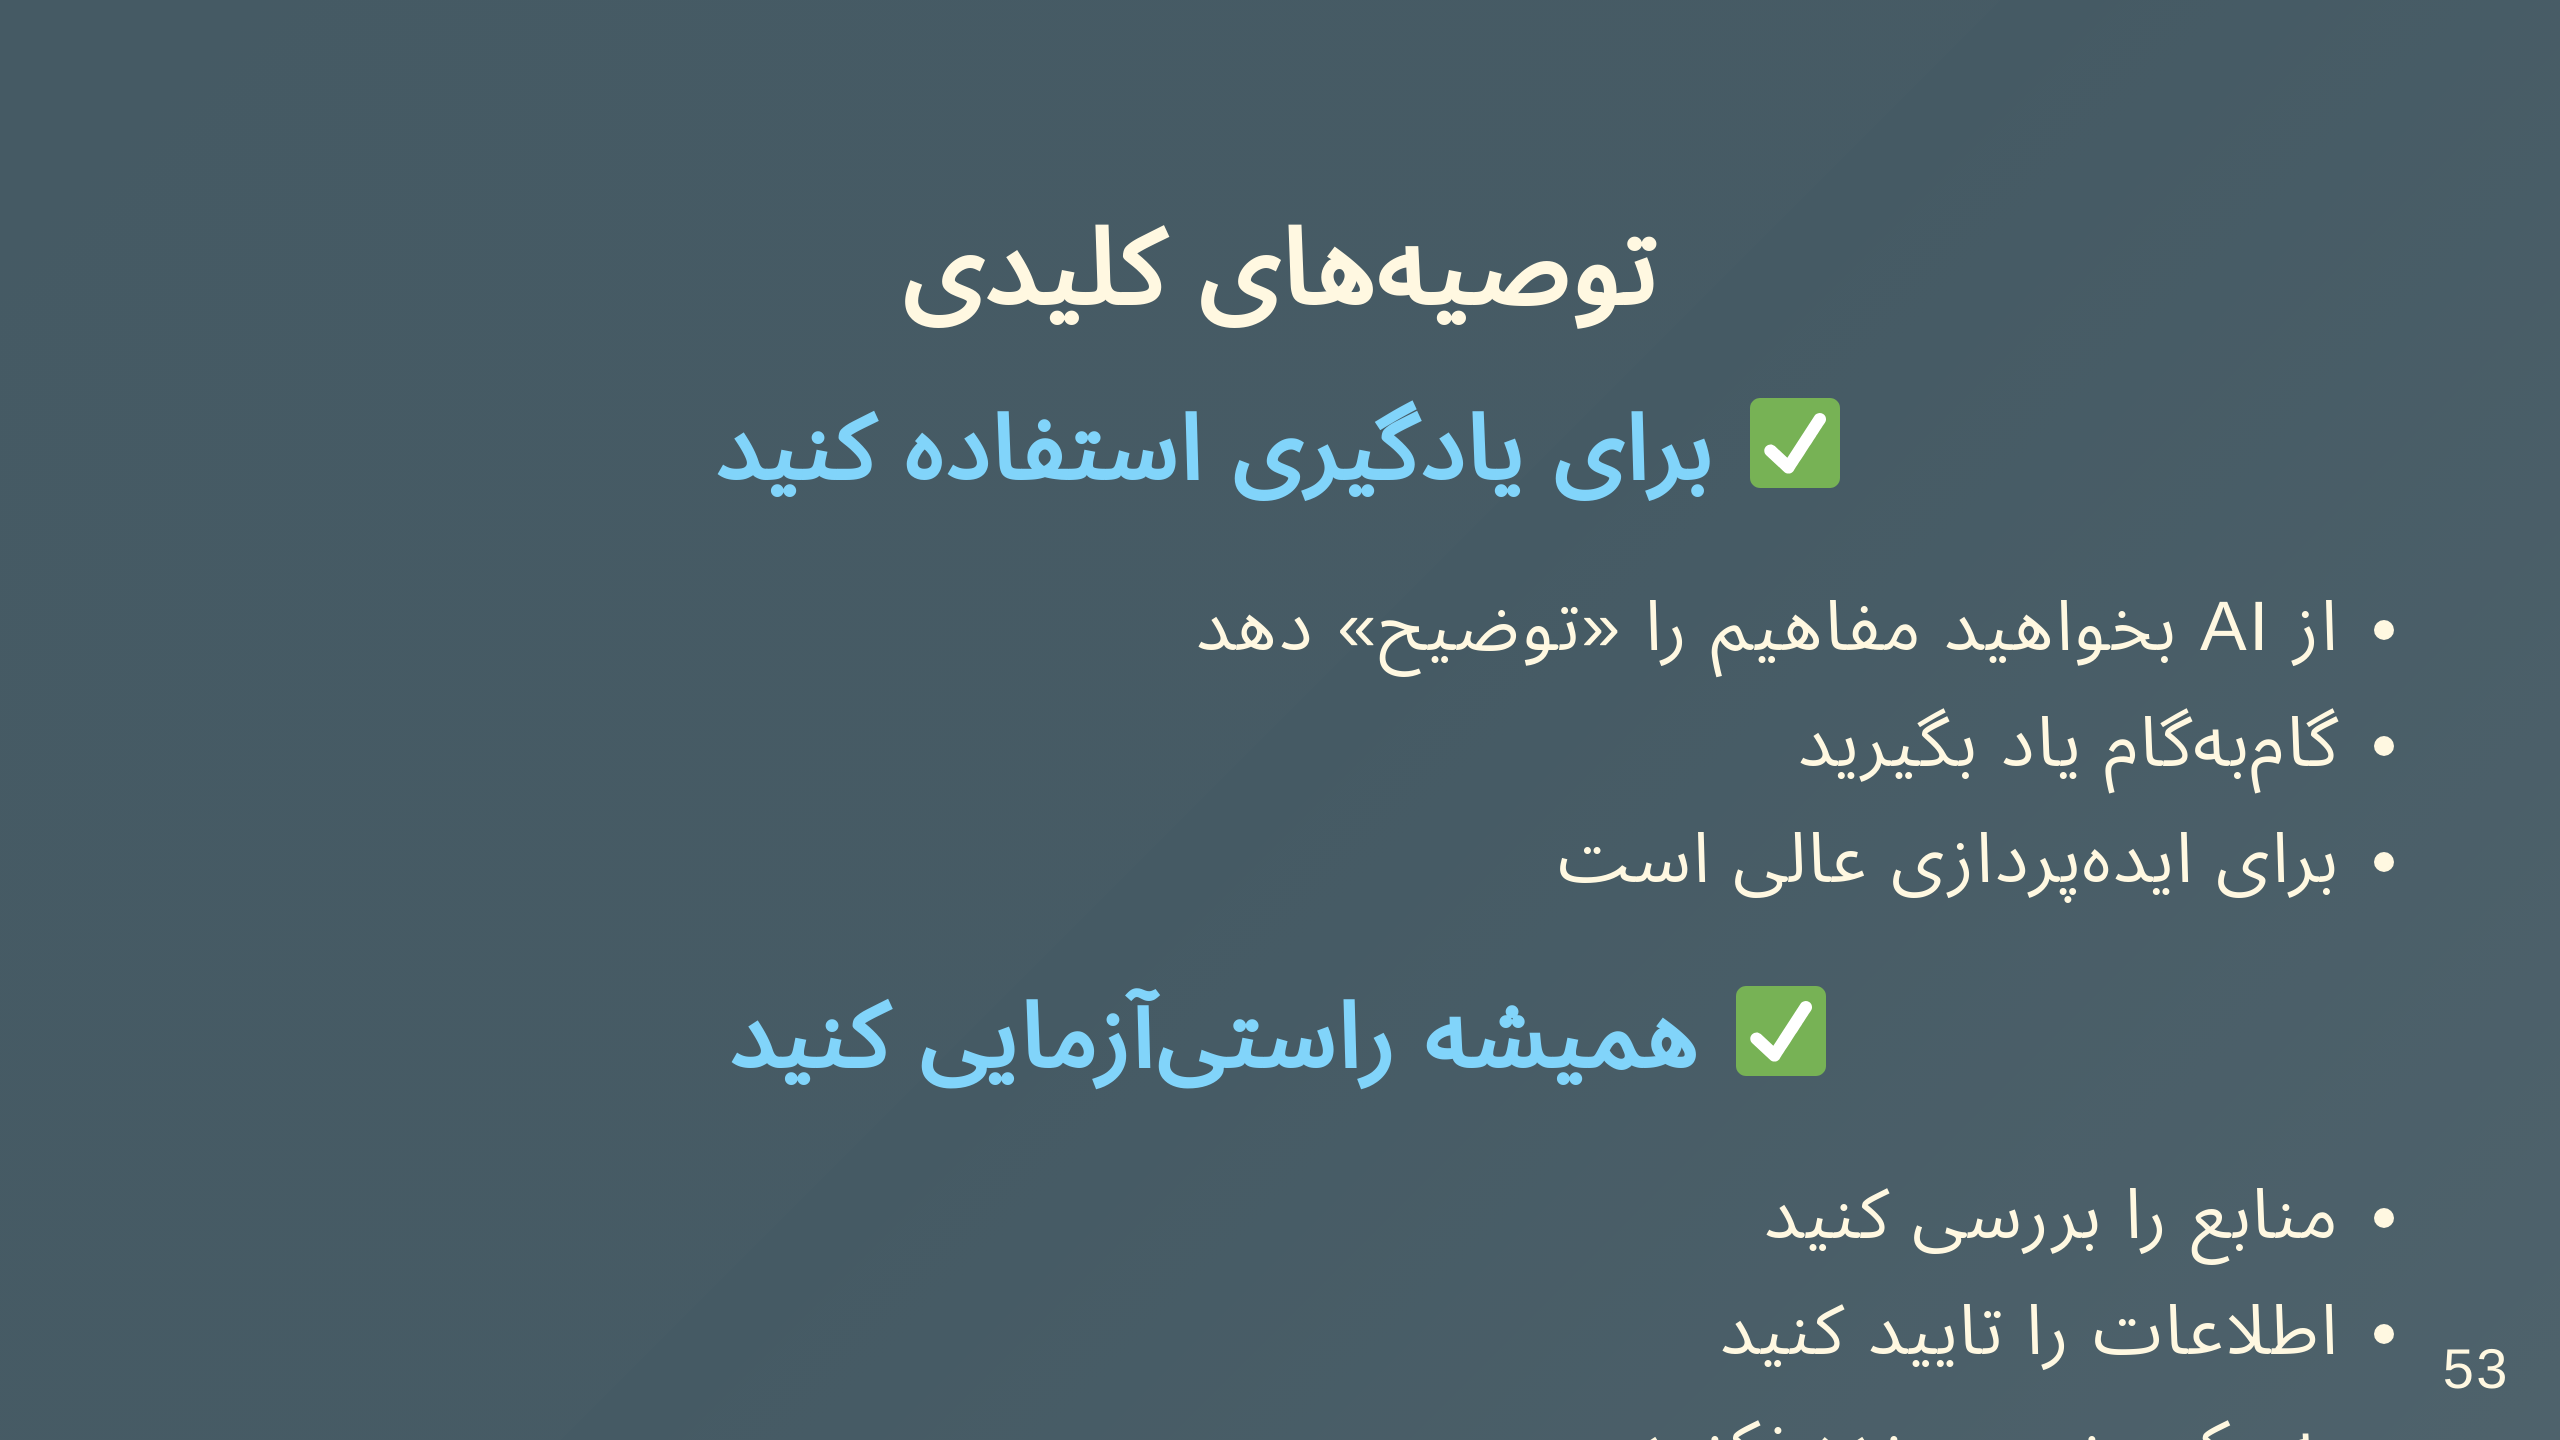 توصیه‌های کلیدی
✅ برای یادگیری استفاده کنید
• از AI بخواهید مفاهیم را «توضیح» دهد
• گام‌به‌گام یاد بگیرید
• برای ایده‌پردازی عالی است
✅ همیشه راستی‌آزمایی کنید
• منابع را بررسی کنید
• اطلاعات را تایید کنید
53